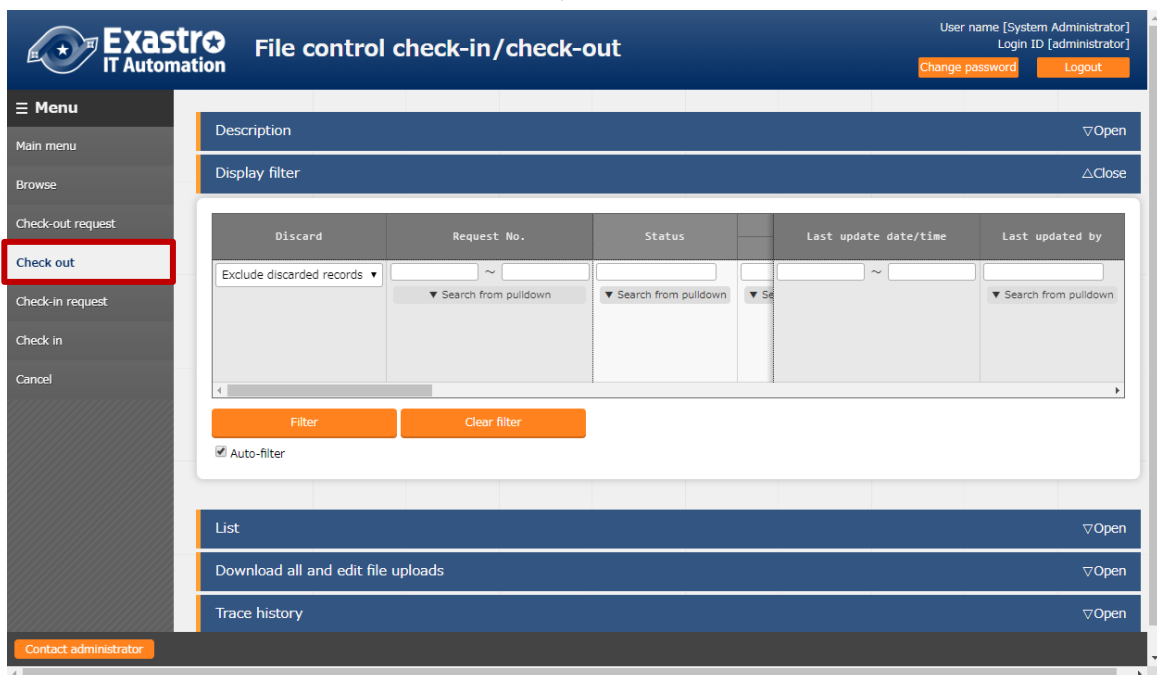 Exastro
IT Automation
File control check-in/check-out
User name [System Administrator]
Login ID [administrator]
Change password
Logout
☰ Menu
Main menu
Browse
Check-out request
Check out
Check-in request
Check in
Cancel
Description
▽Open
Display filter
△Close
Discard
Request No.
Status
Last update date/time
Last updated by
Exclude discarded records ▼
~
~
▼ Search from pulldown
▼ Search from pulldown
▼ Se
▼ Search from pulldown
Filter
Clear filter
Auto-filter
List
▽Open
Download all and edit file uploads
▽Open
Trace history
▽Open
Contact administrator